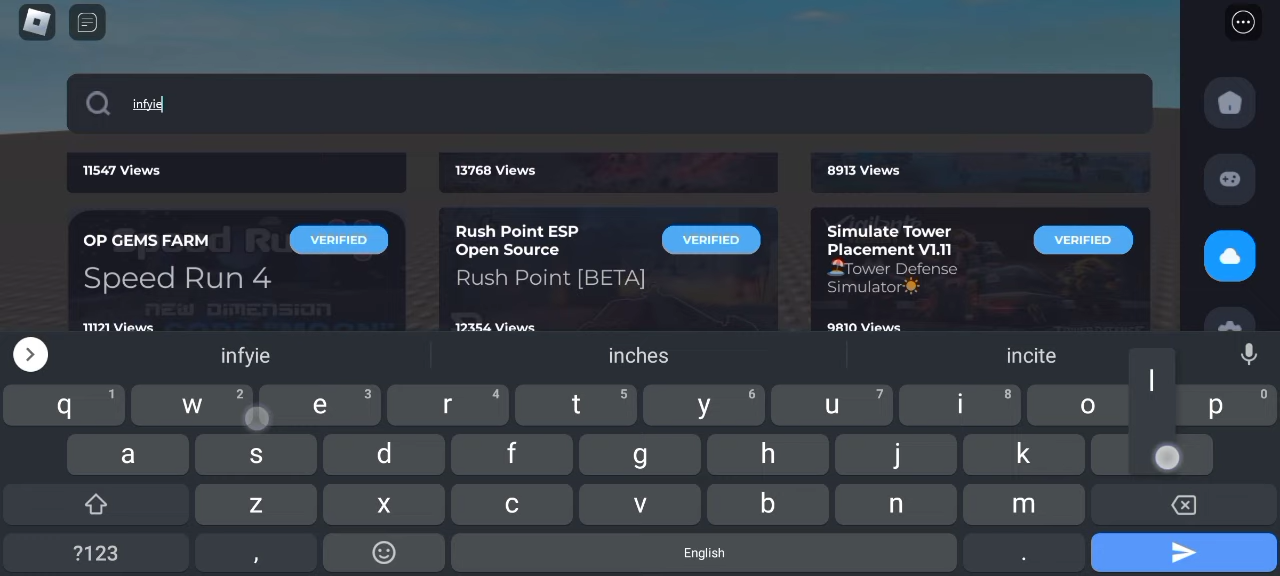 infyie
11547 Views
13768 Views
8913 Views
OP GEMS FARM
VERIFIED
Speed Run 4
NEW DIMENSION
11121 Views
Rush Point ESP
Open Source
VERIFIED
Rush Point [BETA]
12354 Views
Simulate Tower
Placement V1.11
VERIFIED
🏖️Tower Defense
Simulator☀️
9810 Views
infyie
inches
incite
q 1 w 2 e 3 r 4 t 5 y 6 u 7 i 8 o p 0
l
a s d f g h j k
z x c v b n m
?123 , English .